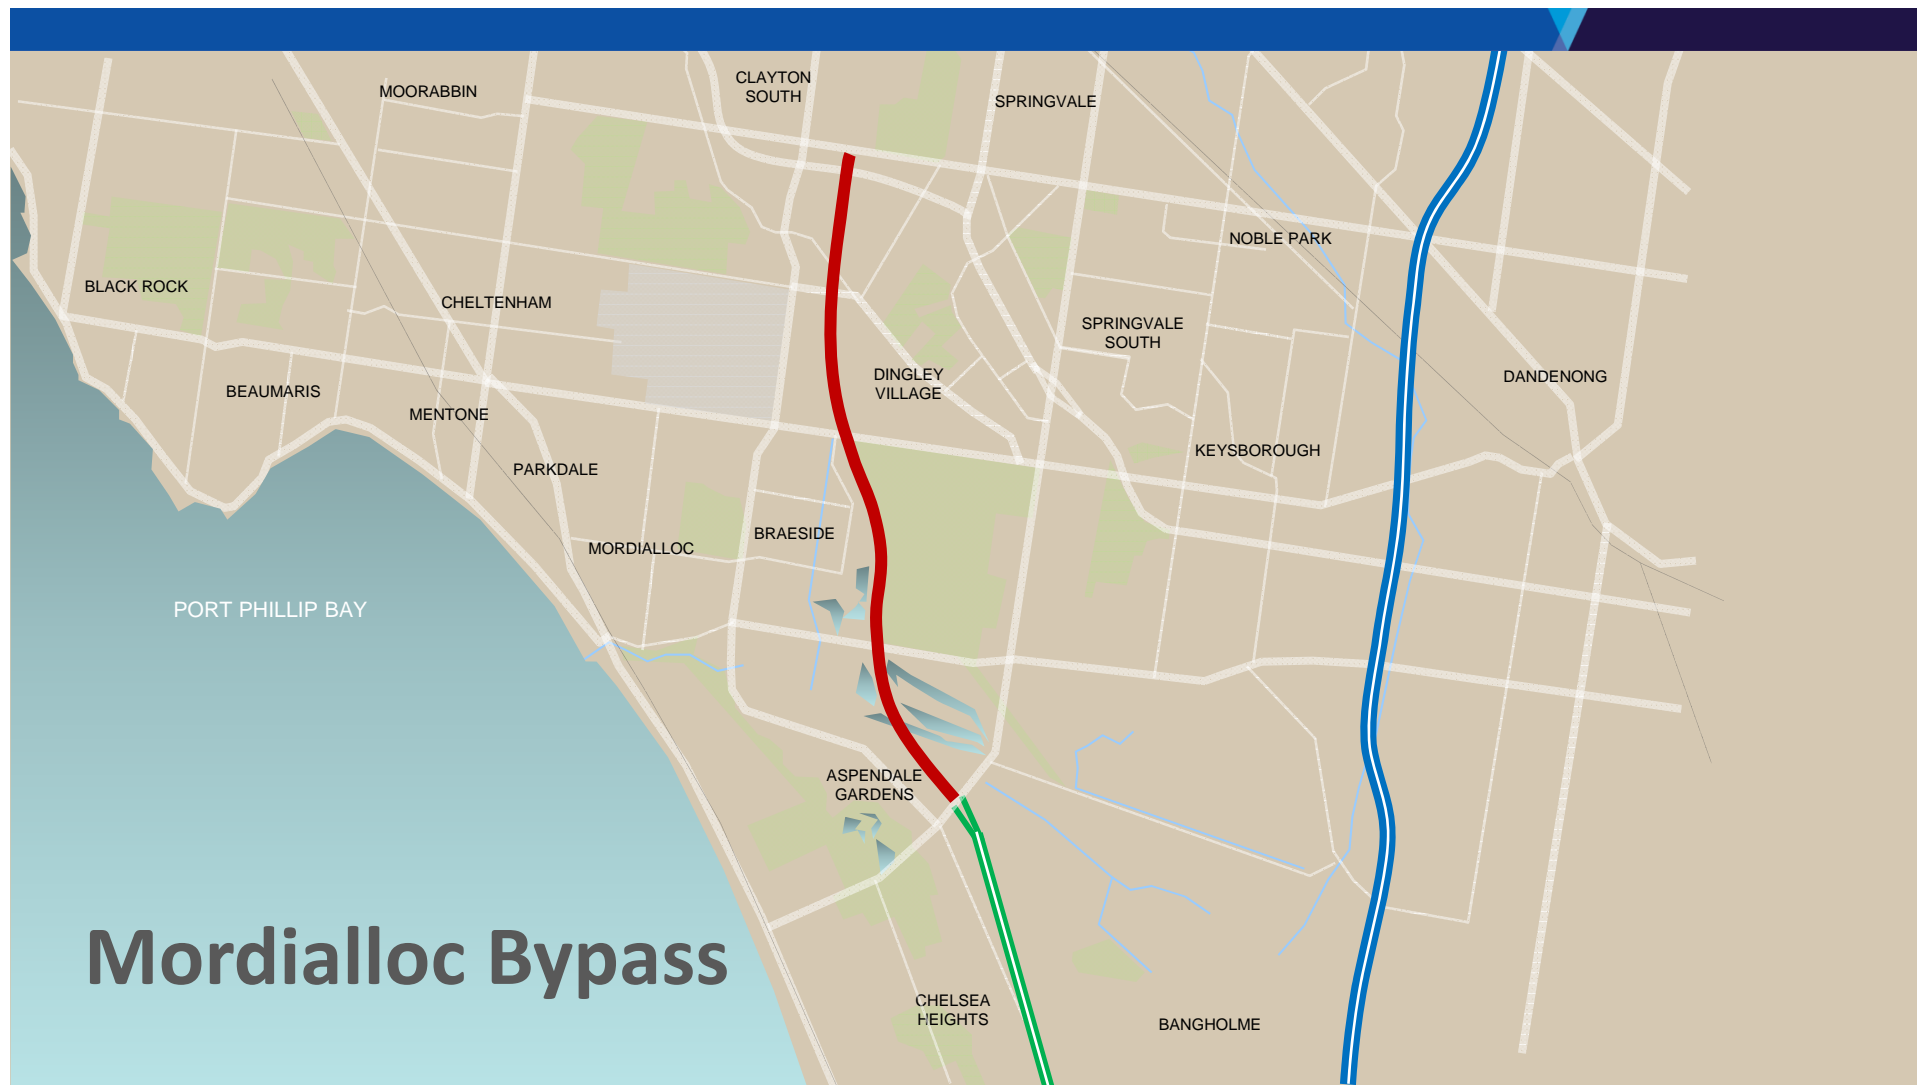 MOORABBIN
CLAYTON
SOUTH
SPRINGVALE
NOBLE PARK
BLACK ROCK
CHELTENHAM
SPRINGVALE
SOUTH
DINGLEY
VILLAGE
DANDENONG
BEAUMARIS
MENTONE
KEYSBOROUGH
PARKDALE
BRAESIDE
MORDIALLOC
PORT PHILLIP BAY
ASPENDALE
GARDENS
Mordialloc Bypass
CHELSEA
HEIGHTS
BANGHOLME